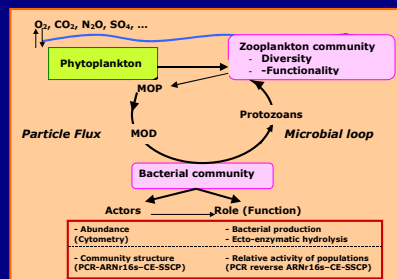 O₂, CO₂, N₂O, SO₄, ...
Zooplankton community
- Diversity
- -Functionality
Phytoplankton
MOP
Protozoans
Particle Flux
MOD
Microbial loop
Bacterial community
Actors
Role (Function)
- Abundance
(Cytometry)
- Bacterial production
- Ecto-enzymatic hydrolysis
- Community structure
(PCR-ARNr16s–CE-SSCP)
- Relative activity of populations
(PCR reverse ARNr16s–CE-SSCP)